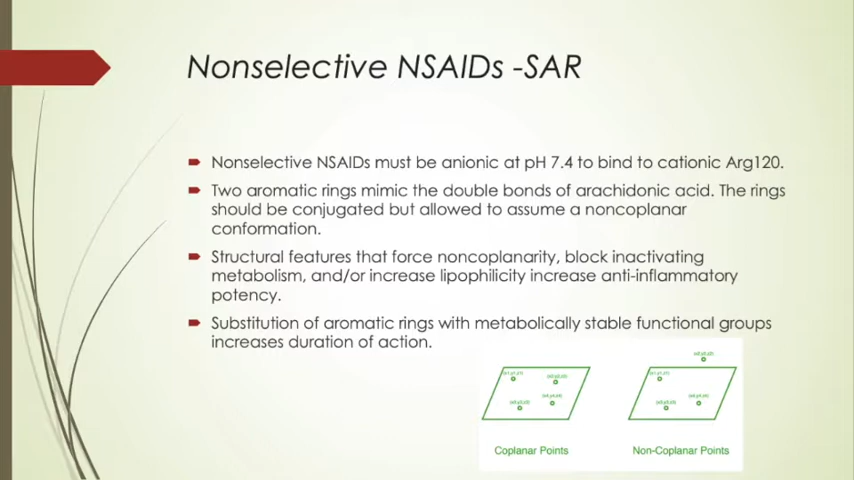 Nonselective NSAIDs -SAR
Nonselective NSAIDs must be anionic at pH 7.4 to bind to cationic Arg120.
Two aromatic rings mimic the double bonds of arachidonic acid. The rings
should be conjugated but allowed to assume a noncoplanar
conformation.
Structural features that force noncoplanarity, block inactivating
metabolism, and/or increase lipophilicity increase anti-inflammatory
potency.
Substitution of aromatic rings with metabolically stable functional groups
increases duration of action.
Coplanar Points
Non-Coplanar Points